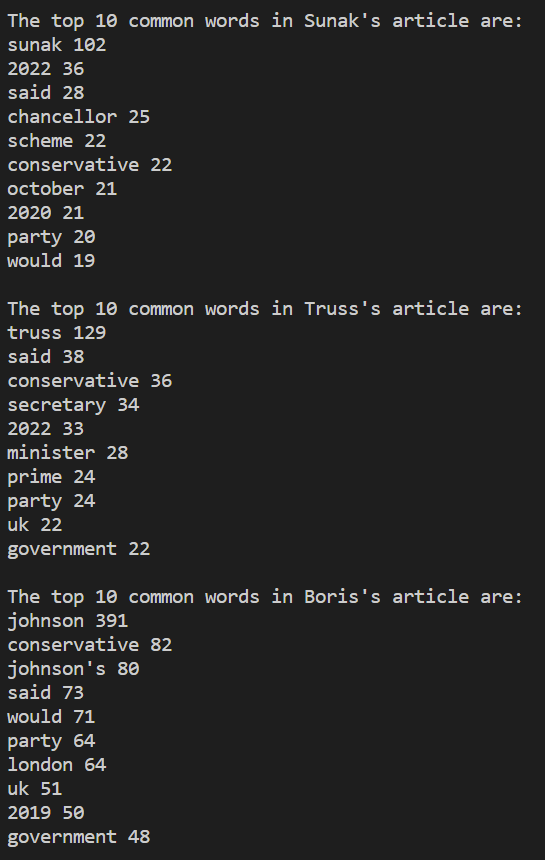 The top 10 common words in Sunak's article are:
sunak 102
2022 36
said 28
chancellor 25
scheme 22
conservative 22
october 21
2020 21
party 20
would 19
The top 10 common words in Truss's article are:
truss 129
said 38
conservative 36
secretary 34
2022 33
minister 28
prime 24
party 24
uk 22
government 22
The top 10 common words in Boris's article are:
johnson 391
conservative 82
johnson's 80
said 73
would 71
party 64
london 64
uk 51
2019 50
government 48